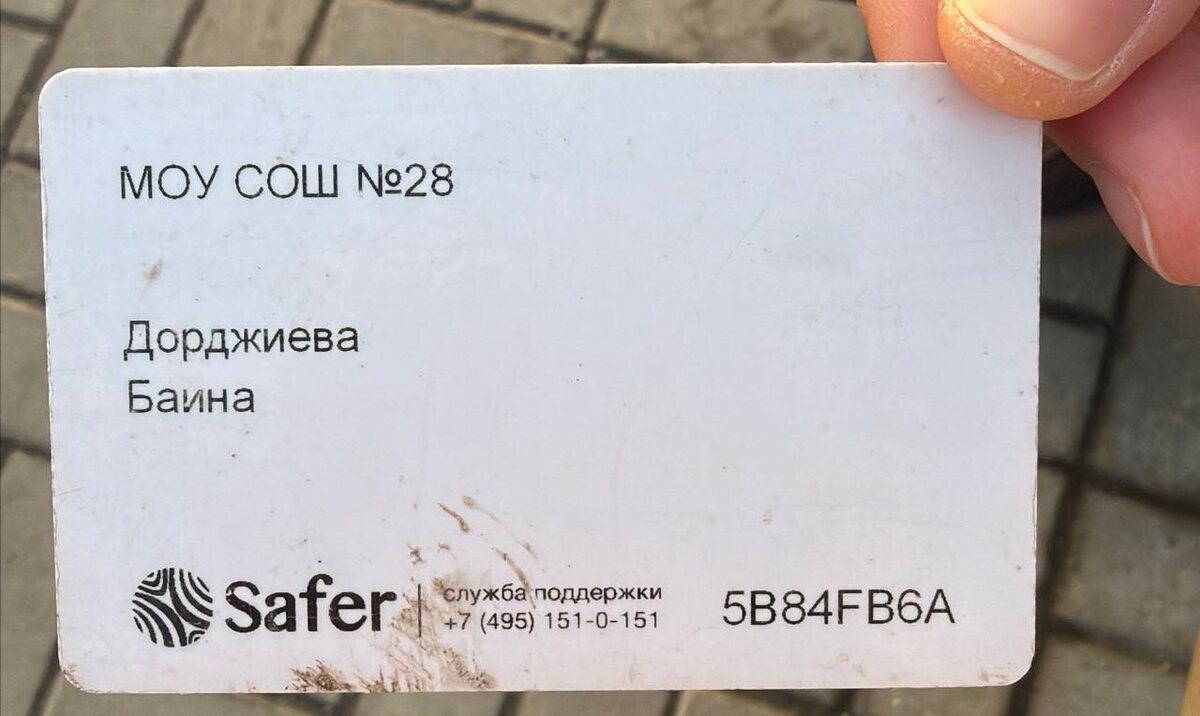 МОУ СОШ №28
Дорджиева
Баина
Safer
служба поддержки
+7 (495) 151-0-151
5B84FB6A